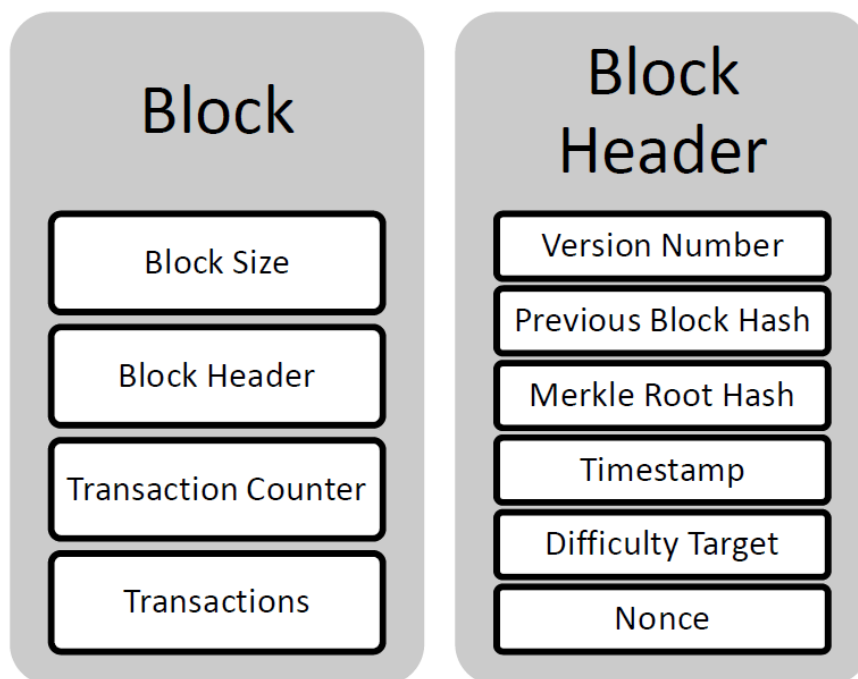 Block
Block Size
Block Header
Transaction Counter
Transactions
Block
Header
Version Number
Previous Block Hash
Merkle Root Hash
Timestamp
Difficulty Target
Nonce